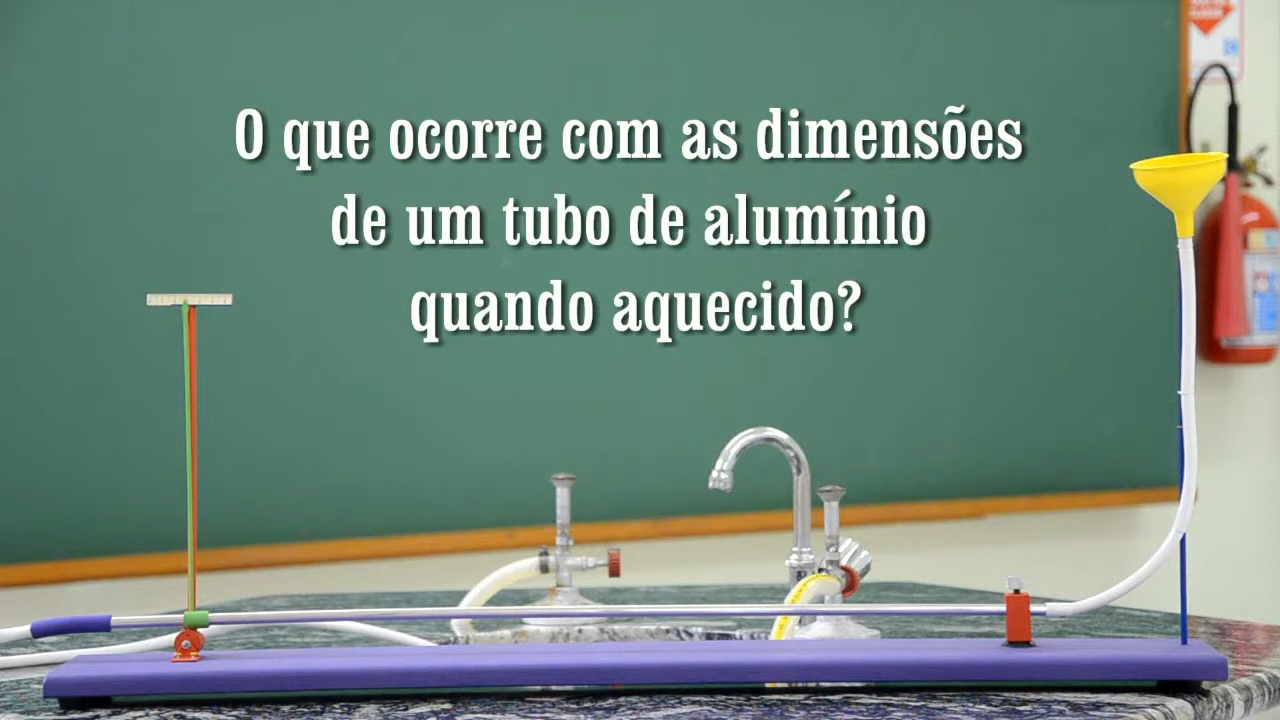 O que ocorre com as dimensões
de um tubo de alumínio
quando aquecido?